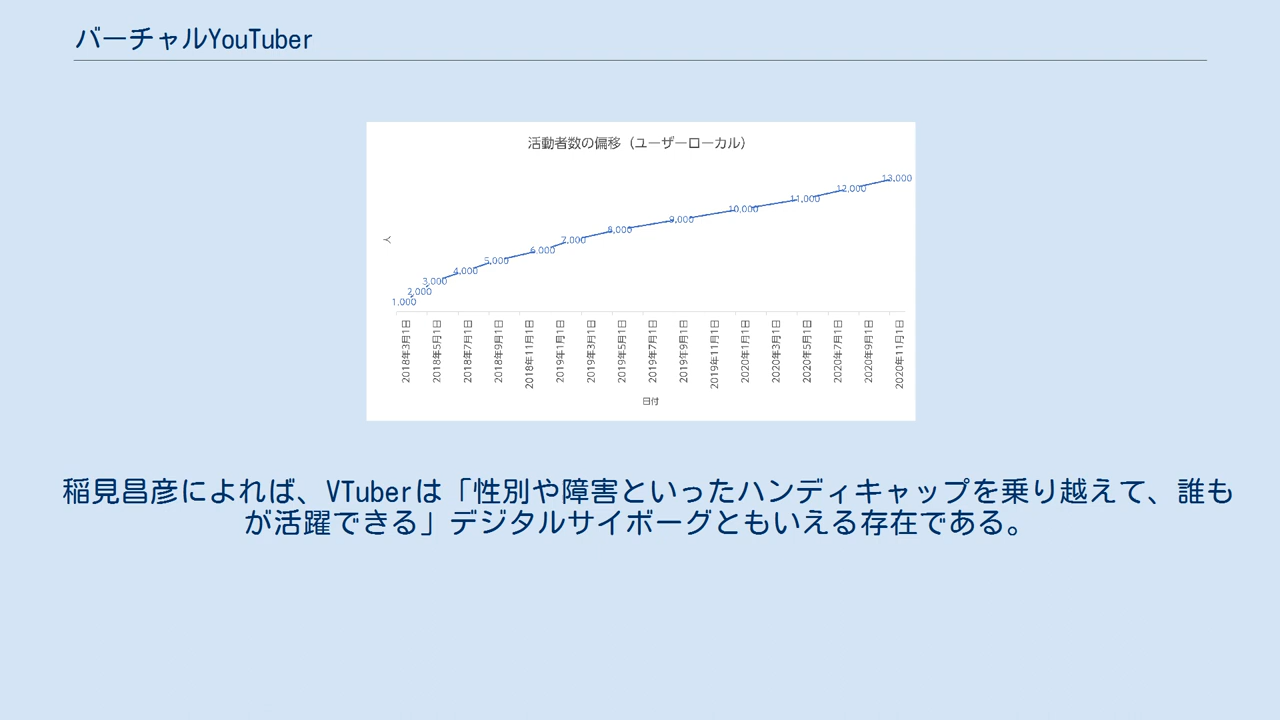 バーチャルYouTuber
活動者数の偏移（ユーザーローカル）
13,000
12,000
11,000
10,000
9,000
8,000
7,000
6,000
5,000
4,000
3,000
2,000
1,000
人
2018年3月1日
2018年5月1日
2018年7月1日
2018年9月1日
2018年11月1日
2019年1月1日
2019年3月1日
2019年5月1日
2019年7月1日
2019年9月1日
2019年11月1日
2020年1月1日
2020年3月1日
2020年5月1日
2020年7月1日
2020年9月1日
2020年11月1日
日付
稲見昌彦によれば、VTuberは「性別や障害といったハンディキャップを乗り越えて、誰も
が活躍できる」デジタルサイボーグともいえる存在である。